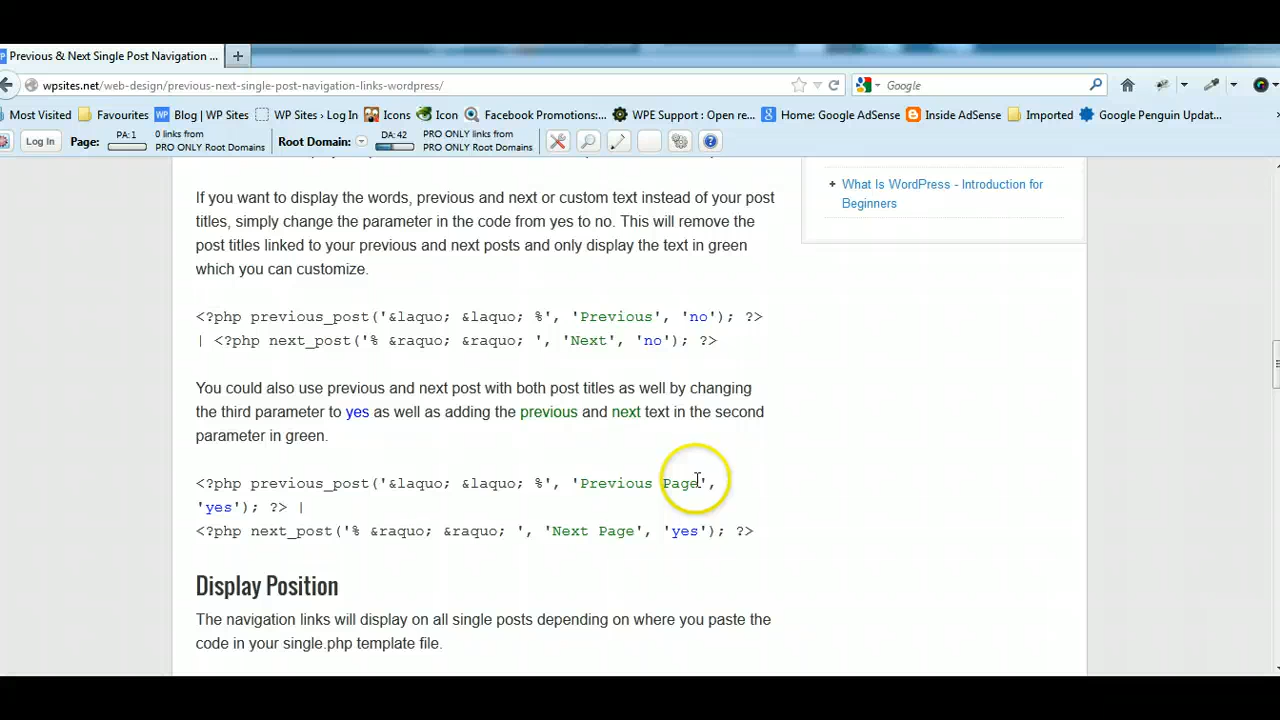 Previous & Next Single Post Navigation ...
wpsites.net/web-design/previous-next-single-post-navigation-links-wordpress/
Google
Most Visited Favourites Blog | WP Sites WP Sites › Log In Icons Icon Facebook Promotions:... WPE Support : Open re... Home: Google AdSense Inside AdSense Imported Google Penguin Updat...
Log In Page: PA: 1 0 links from Root Domain: DA: 42 PRO ONLY links from
PRO ONLY Root Domains PRO ONLY Root Domains
What Is WordPress - Introduction for
Beginners
If you want to display the words, previous and next or custom text instead of your post
titles, simply change the parameter in the code from yes to no. This will remove the
post titles linked to your previous and next posts and only display the text in green
which you can customize.
<?php previous_post('&laquo; &laquo; %', 'Previous', 'no'); ?>
| <?php next_post('% &raquo; &raquo; ', 'Next', 'no'); ?>
You could also use previous and next post with both post titles as well by changing
the third parameter to yes as well as adding the previous and next text in the second
parameter in green.
<?php previous_post('&laquo; &laquo; %', 'Previous Page',
'yes'); ?> |
<?php next_post('% &raquo; &raquo; ', 'Next Page', 'yes'); ?>
Display Position
The navigation links will display on all single posts depending on where you paste the
code in your single.php template file.